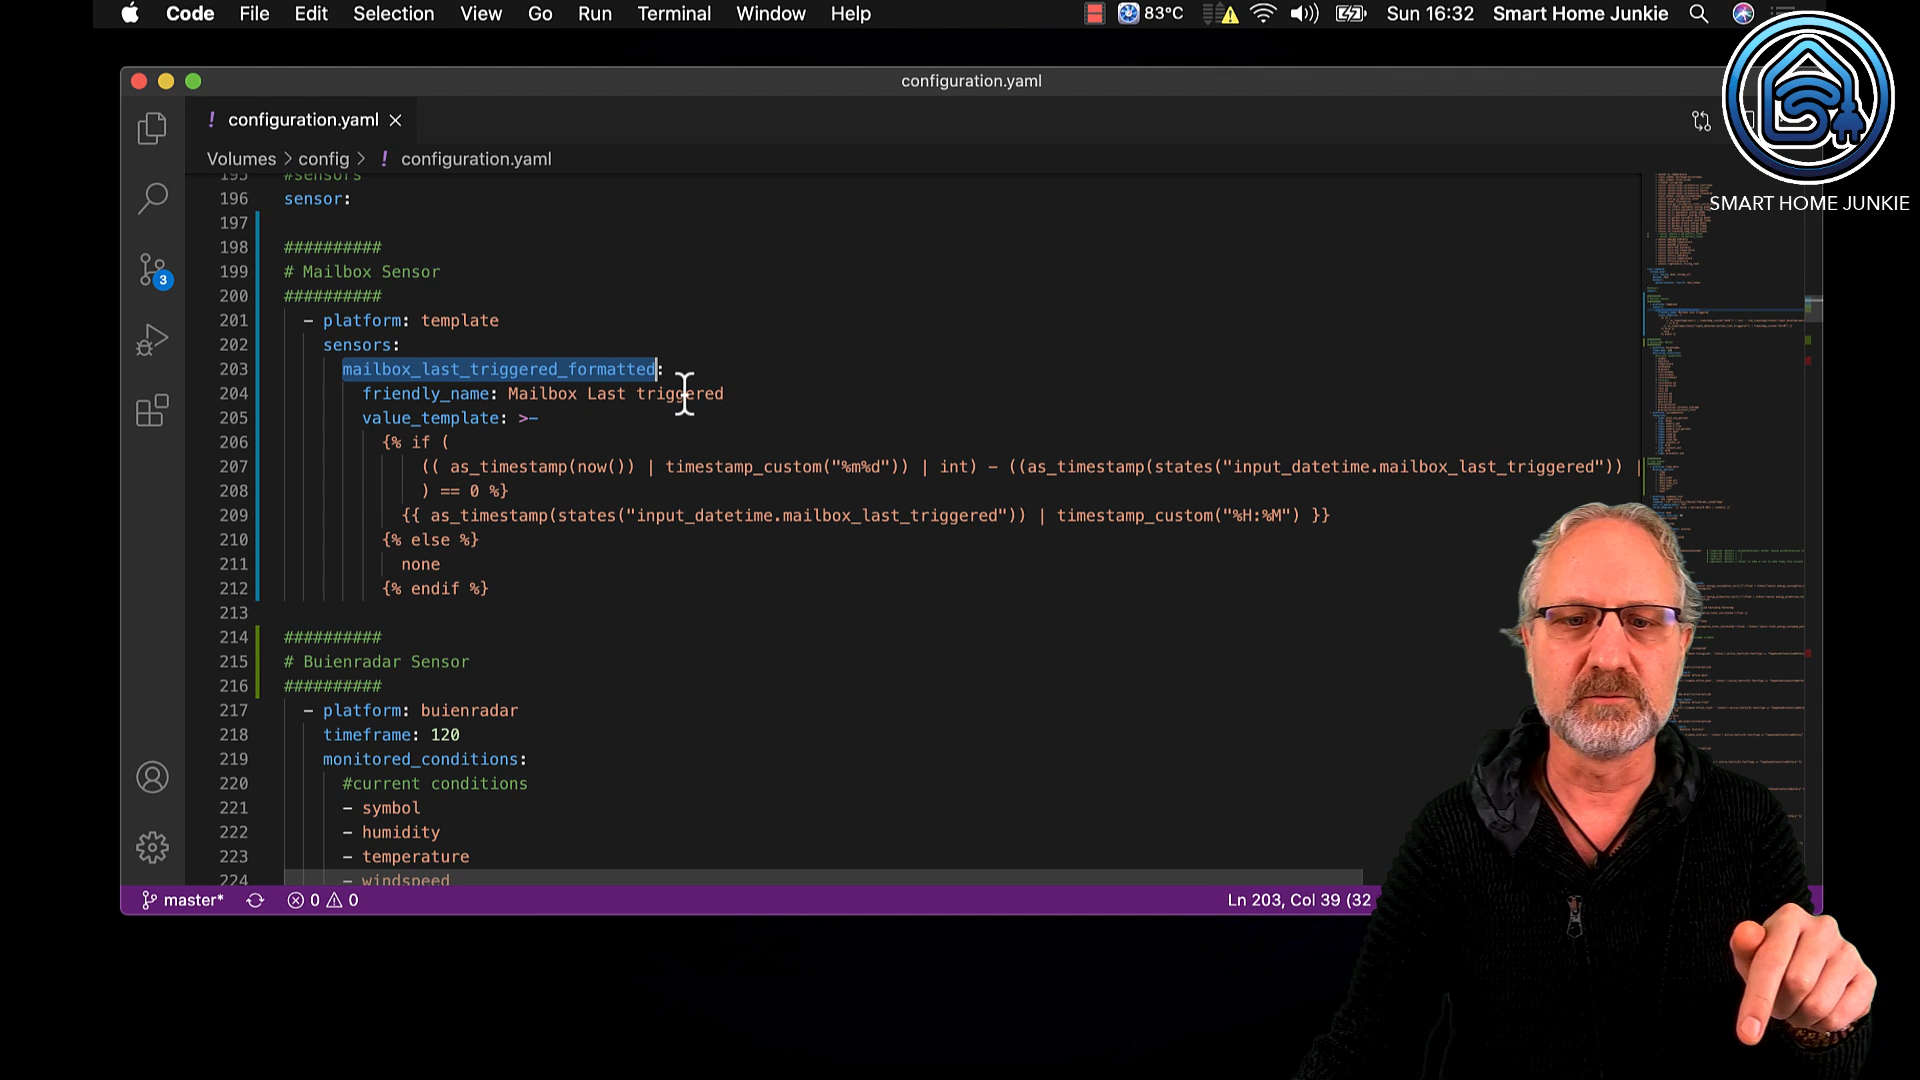 Code File Edit Selection View Go Run Terminal Window Help 83°C Sun 16:32 Smart Home Junkie
configuration.yaml
! configuration.yaml
Volumes > config > ! configuration.yaml
SMART HOME JUNKIE
195 #sensors
196 sensor:
197
198 ##########
199 # Mailbox Sensor
200 ##########
201 - platform: template
202 sensors:
203 mailbox_last_triggered_formatted:
204 friendly_name: Mailbox Last triggered
205 value_template: >-
206 {% if (
207 (( as_timestamp(now()) | timestamp_custom("%m%d")) | int) - ((as_timestamp(states("input_datetime.mailbox_last_triggered")) |
208 ) == 0 %}
209 {{ as_timestamp(states("input_datetime.mailbox_last_triggered")) | timestamp_custom("%H:%M") }}
210 {% else %}
211 none
212 {% endif %}
213
214 ##########
215 # Buienradar Sensor
216 ##########
217 - platform: buienradar
218 timeframe: 120
219 monitored_conditions:
220 #current conditions
221 - symbol
222 - humidity
223 - temperature
224 - windspeed
3
master* 0 0 Ln 203, Col 39 (32